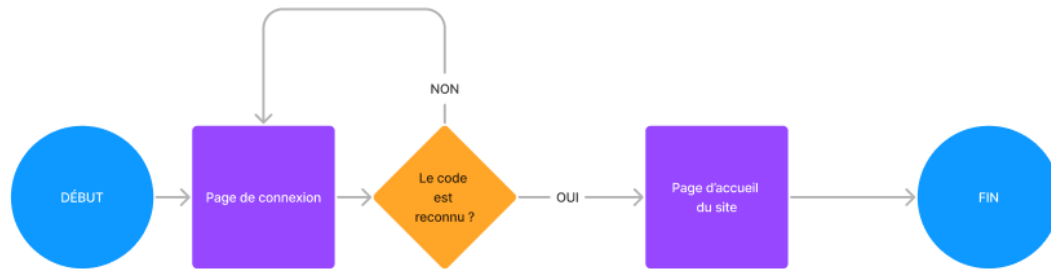 NON
DÉBUT
Page de connexion
Le code
est
reconnu ?
OUI
Page d'accueil
du site
FIN